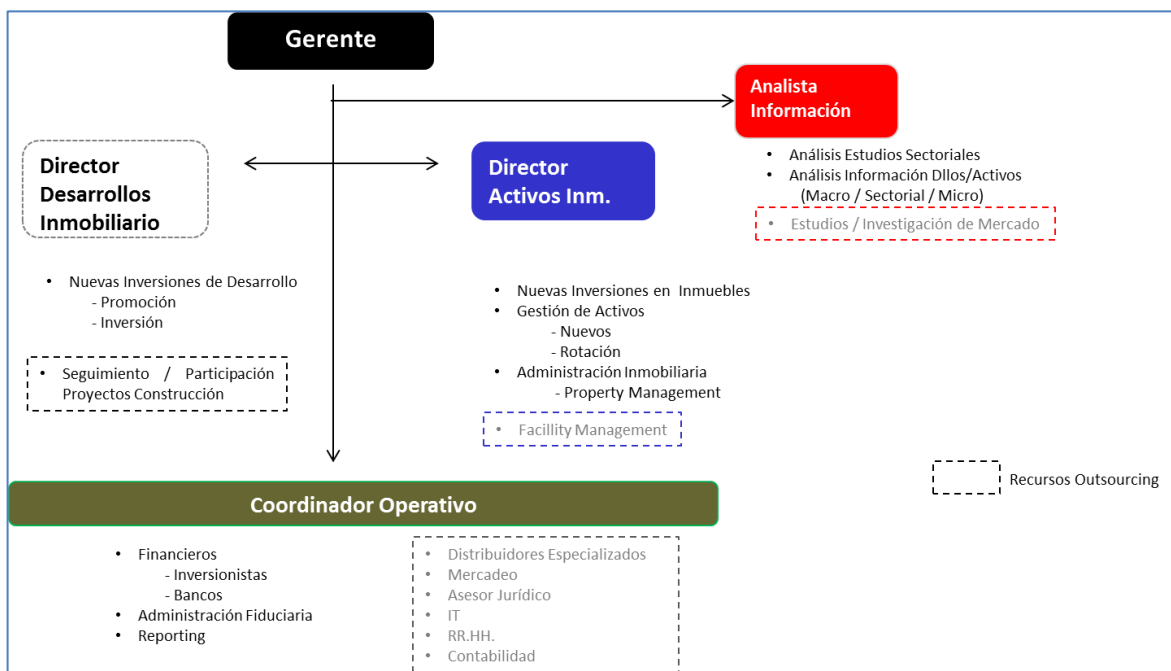 Gerente
Analista
Información
• Análisis Estudios Sectoriales
• Análisis Información Dllos/Activos
(Macro / Sectorial / Micro)
• Estudios / Investigación de Mercado
Director
Desarrollos
Inmobiliario
Director
Activos Inm.
• Nuevas Inversiones de Desarrollo
- Promoción
- Inversión
• Seguimiento / Participación
Proyectos Construcción
• Nuevas Inversiones en Inmuebles
• Gestión de Activos
- Nuevos
- Rotación
• Administración Inmobiliaria
- Property Management
• Facillity Management
Recursos Outsourcing
Coordinador Operativo
• Financieros
- Inversionistas
- Bancos
• Administración Fiduciaria
• Reporting
• Distribuidores Especializados
• Mercadeo
• Asesor Jurídico
• IT
• RR.HH.
• Contabilidad